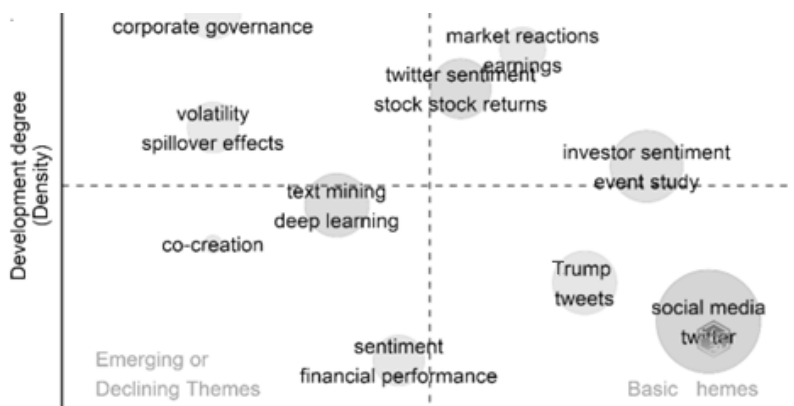 corporate governance
market reactions
earnings
twitter sentiment
stock stock returns
volatility
spillover effects
investor sentiment
event study
Development degree
(Density)
text mining
deep learning
co-creation
Trump
tweets
social media
twitter
sentiment
financial performance
Emerging or
Declining Themes
Basic hemes